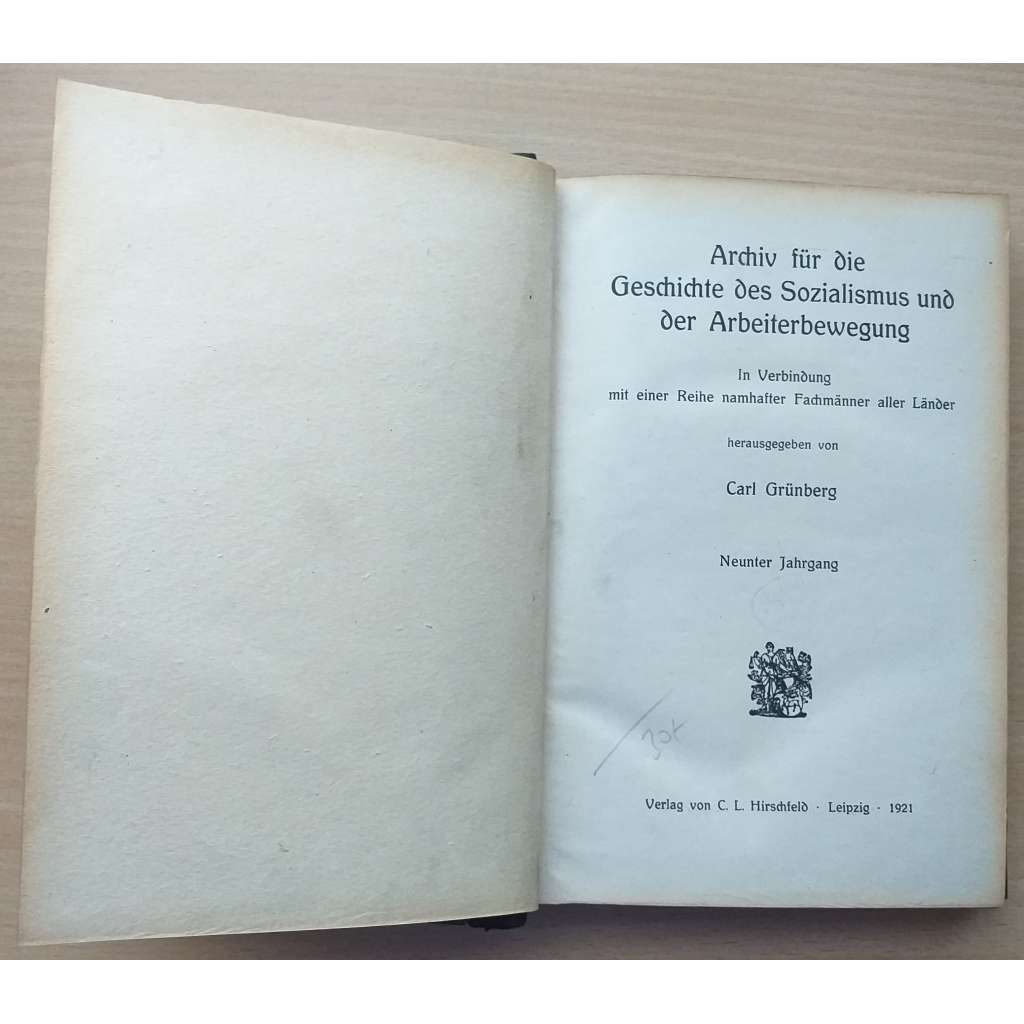 Archiv für die
Geschichte des Sozialismus und
der Arbeiterbewegung
In Verbindung
mit einer Reihe namhafter Fachmänner aller Länder
herausgegeben von
Carl Grünberg
Neunter Jahrgang
Verlag von C. L. Hirschfeld · Leipzig · 1921